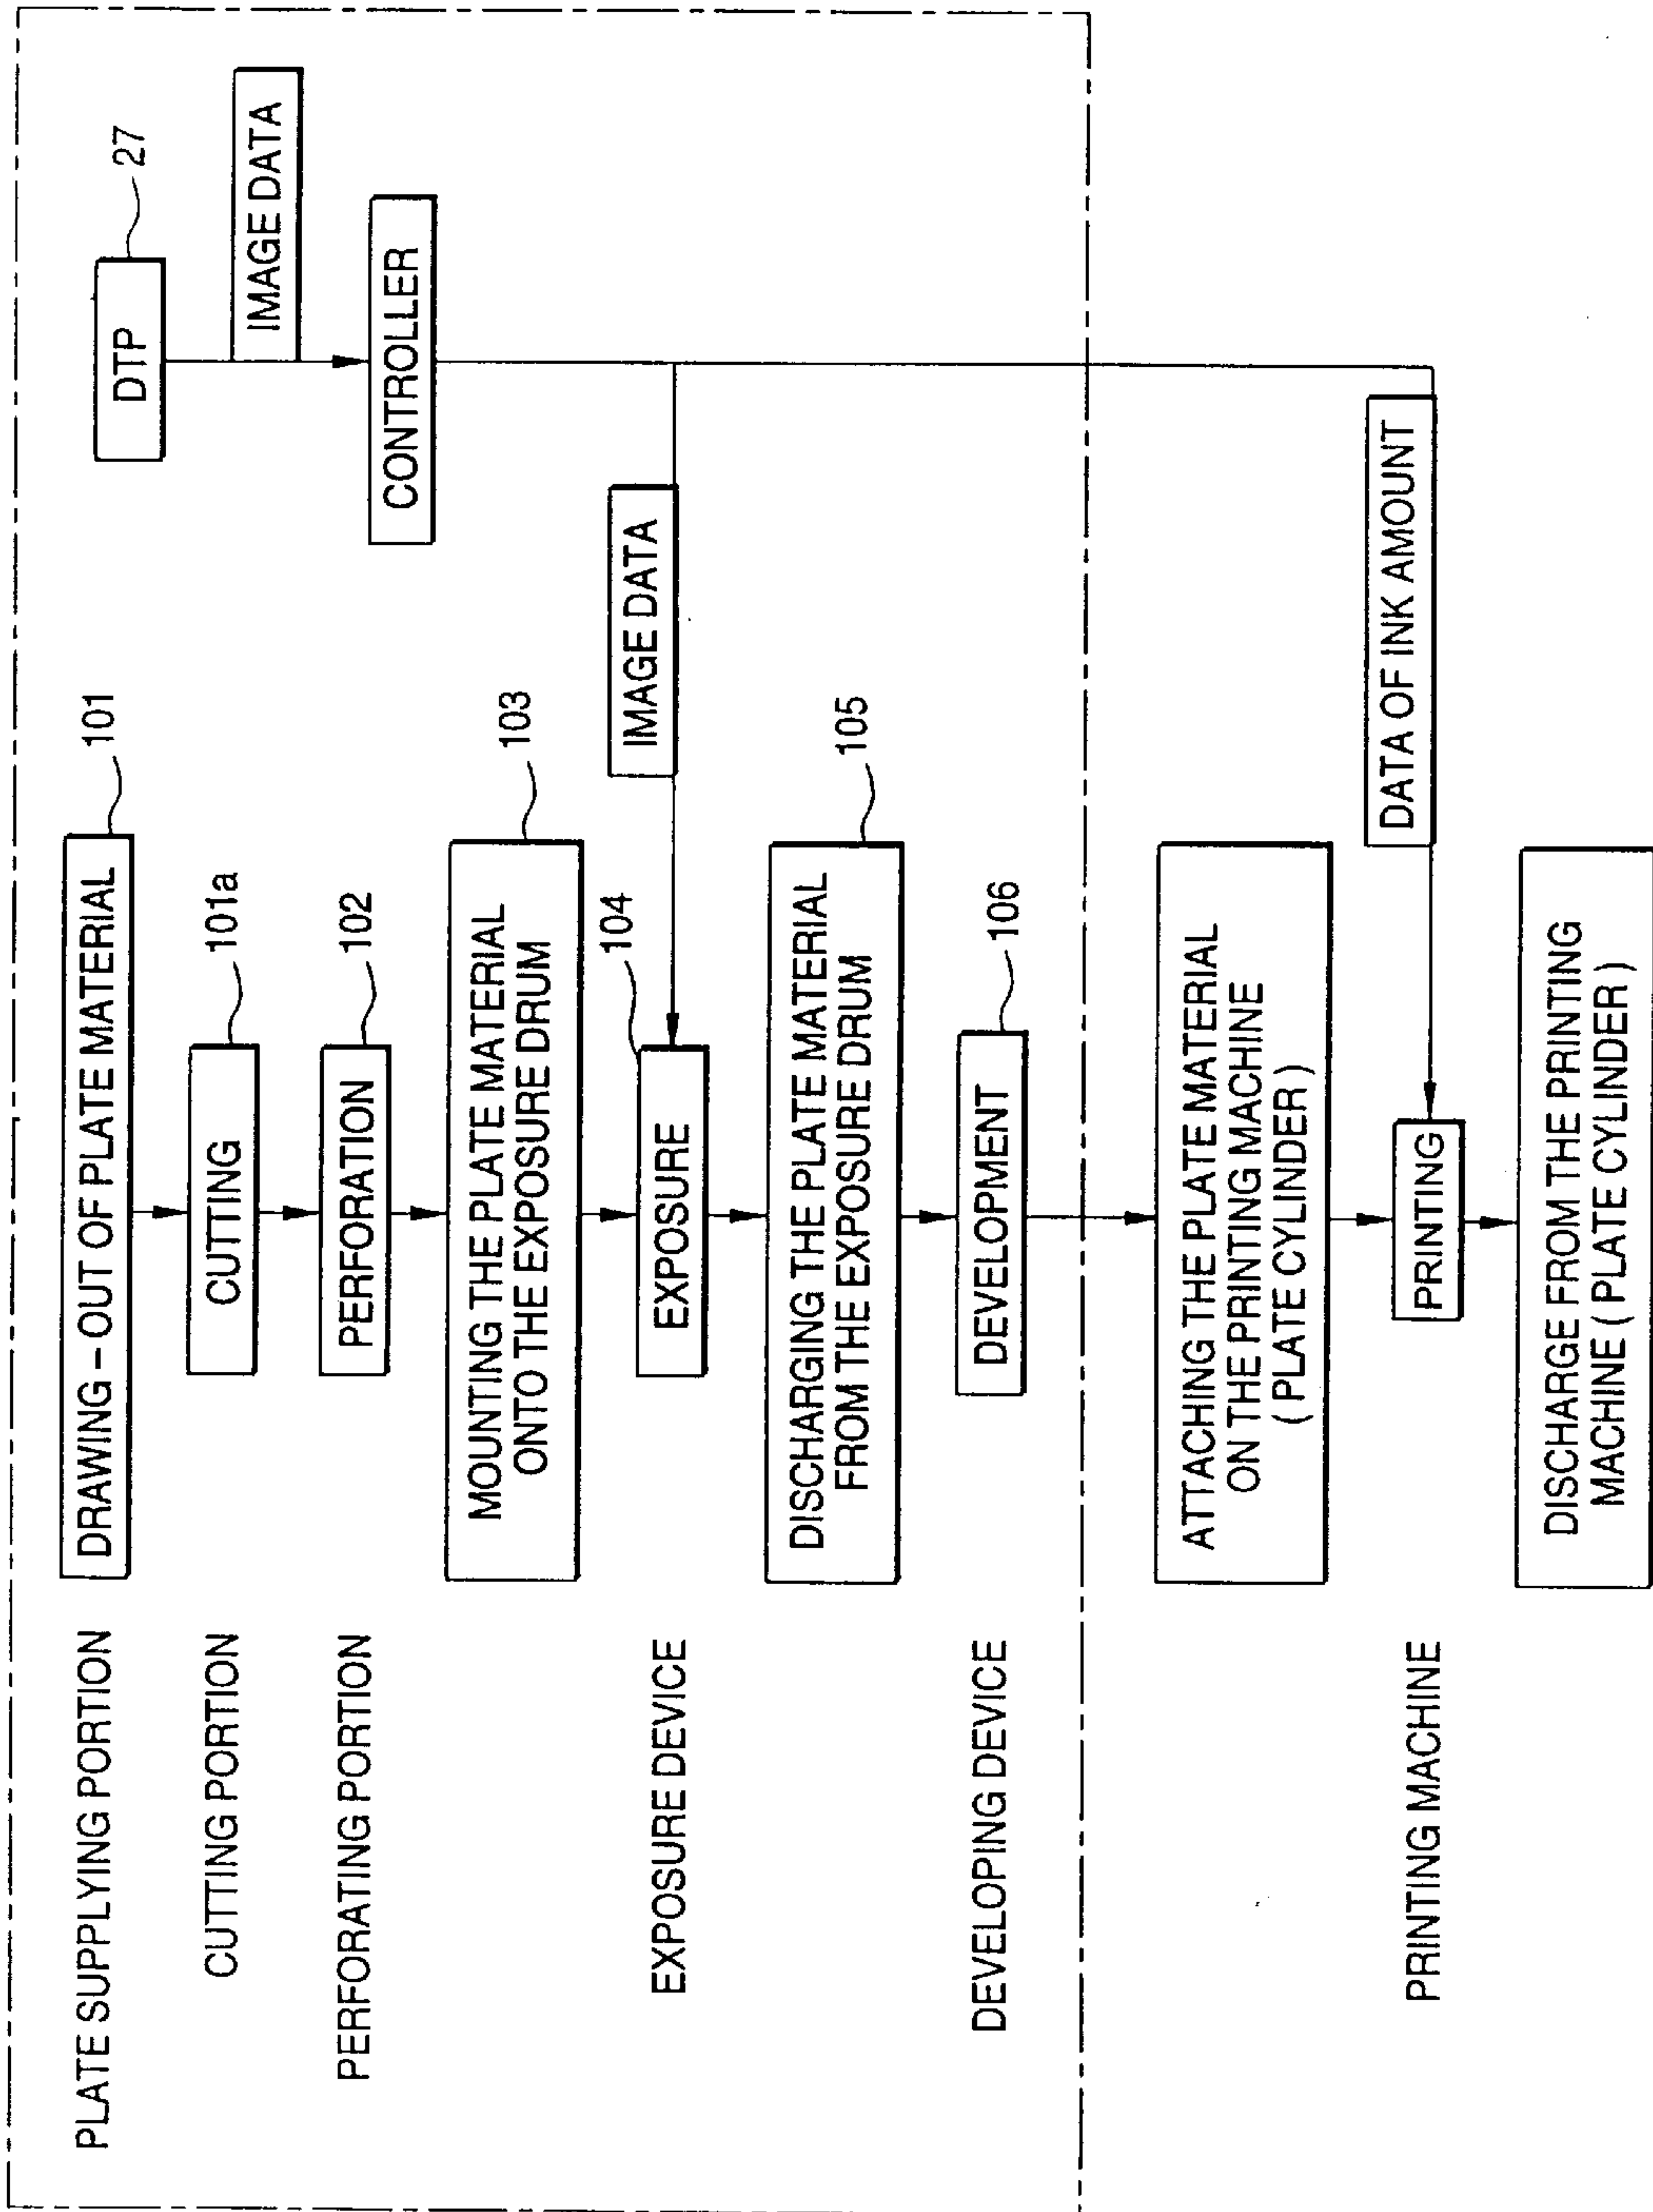 PLATE SUPPLYING PORTION
DRAWING – OUT OF PLATE MATERIAL
101
DTP
27
IMAGE DATA
CUTTING PORTION
CUTTING
101a
PERFORATING PORTION
PERFORATION
102
CONTROLLER
MOUNTING THE PLATE MATERIAL
ONTO THE EXPOSURE DRUM
103
EXPOSURE DEVICE
EXPOSURE
104
IMAGE DATA
DISCHARGING THE PLATE MATERIAL
FROM THE EXPOSURE DRUM
105
DEVELOPING DEVICE
DEVELOPMENT
106
ATTACHING THE PLATE MATERIAL
ON THE PRINTING MACHINE
( PLATE CYLINDER )
PRINTING MACHINE
PRINTING
DATA OF INK AMOUNT
DISCHARGE FROM THE PRINTING
MACHINE ( PLATE CYLINDER )